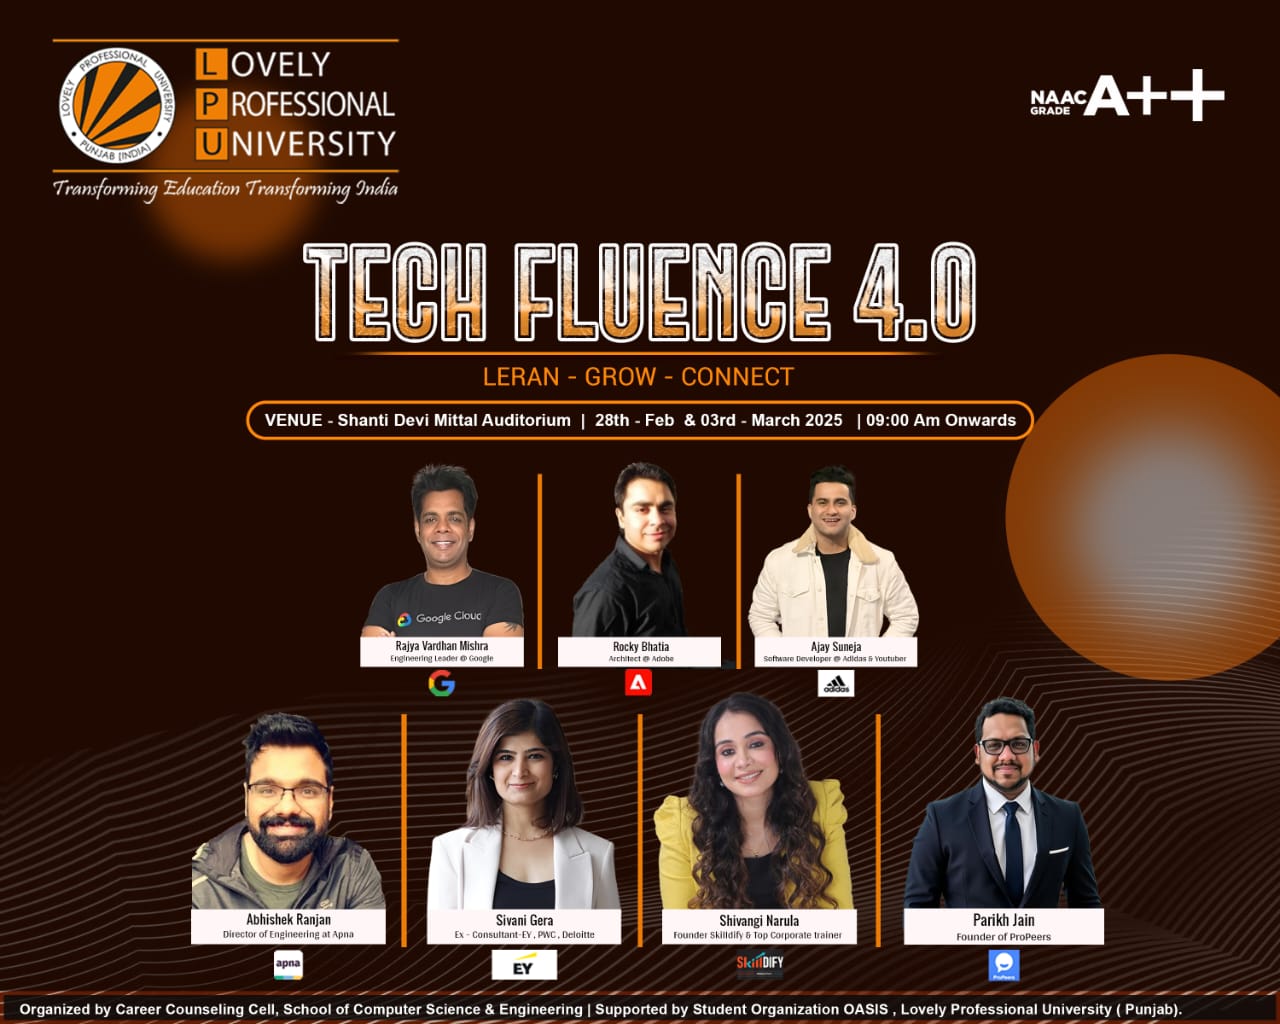 LOVELY PROFESSIONAL UNIVERSITY
PUNJAB [INDIA]
LOVELY
PROFESSIONAL
UNIVERSITY
Transforming Education Transforming India
NAAC
GRADE
A++
TECH FLUENCE 4.0
LERAN - GROW - CONNECT
VENUE - Shanti Devi Mittal Auditorium | 28th - Feb & 03rd - March 2025 | 09:00 Am Onwards
Google Cloud
Rajya Vardhan Mishra
Engineering Leader @ Google
G
Rocky Bhatia
Architect @ Adobe
Ajay Suneja
Software Developer @ Adidas & Youtuber
adidas
Abhishek Ranjan
Director of Engineering at Apna
apna
Sivani Gera
Ex - Consultant-EY , PWC , Deloitte
EY
Shivangi Narula
Founder Skilldify & Top Corporate trainer
SkillDIFY
Parikh Jain
Founder of ProPeers
ProPeers
Organized by Career Counseling Cell, School of Computer Science & Engineering | Supported by Student Organization OASIS , Lovely Professional University ( Punjab).